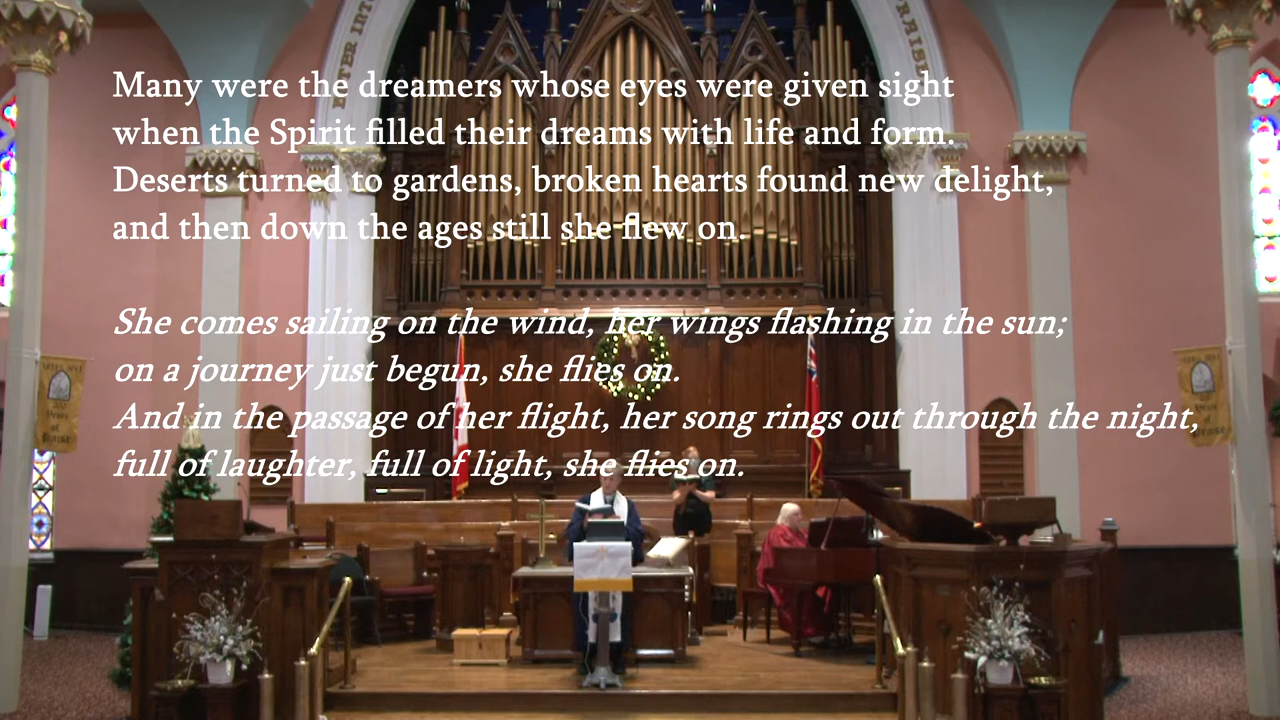 ENTER INTO
PRAISE
Many were the dreamers whose eyes were given sight
when the Spirit filled their dreams with life and form.
Deserts turned to gardens, broken hearts found new delight,
and then down the ages still she flew on.
She comes sailing on the wind, her wings flashing in the sun;
on a journey just begun, she flies on.
And in the passage of her flight, her song rings out through the night,
full of laughter, full of light, she flies on.